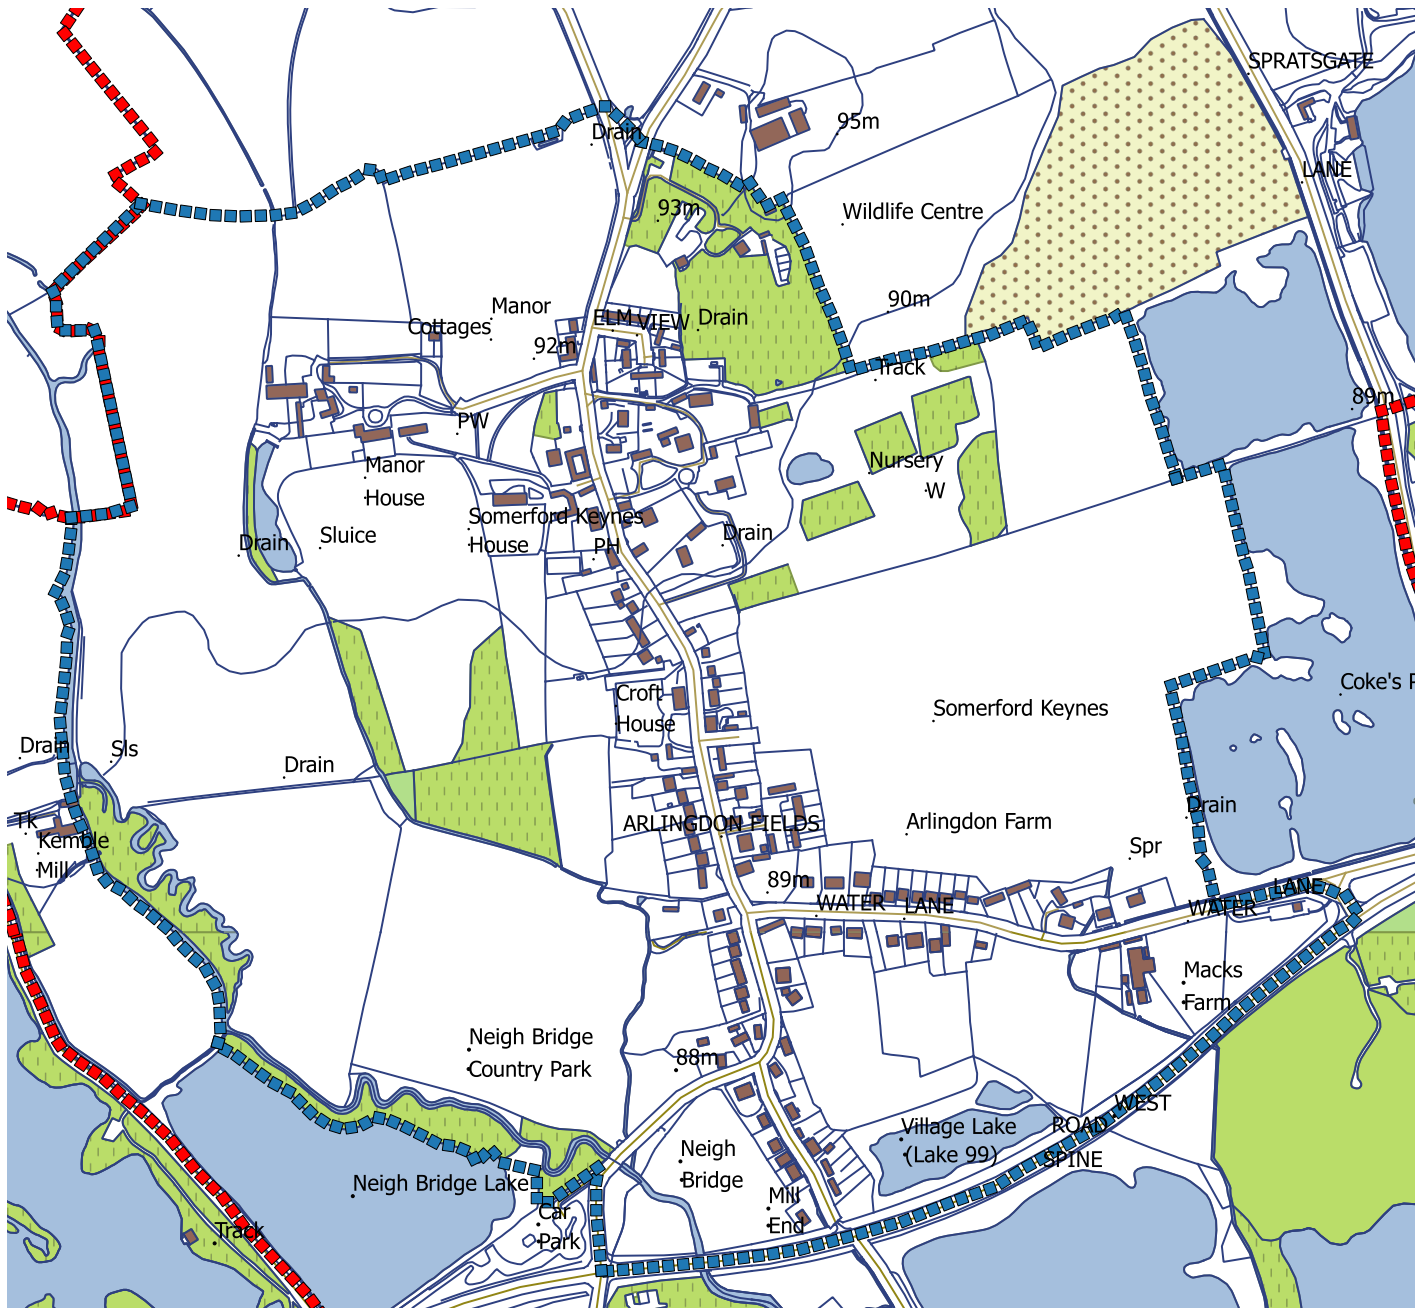 SPRATSGATE
95m
Drain
LANE
93m
Wildlife Centre
90m
Manor
Cottages
ELM VIEW
Drain
92m
Track
89m
PW
Manor
House
Nursery
W
Somerford Keynes
House
Sluice
Drain
PH
Drain
Coke's P
Croft
House
Somerford Keynes
Drain
Sls
Drain
Drain
Tk
Kemble
Mill
ARLINGDON FIELDS
Arlingdon Farm
Spr
89m
WATER LANE
WATER LANE
Macks
Farm
Neigh Bridge
Country Park
88m
WEST
ROAD
SPINE
Village Lake
(Lake 99)
Neigh
Bridge
Neigh Bridge Lake
Mill
End
Car
Park
Track